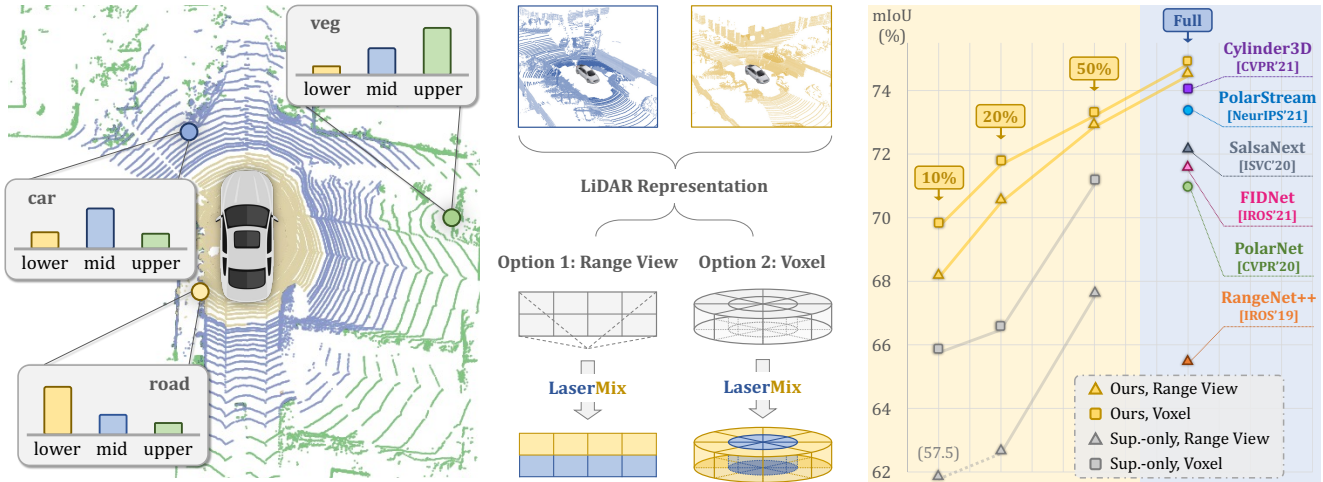 veg
lower mid upper
car
lower mid upper
road
lower mid upper
LiDAR Representation
Option 1: Range View
Option 2: Voxel
LaserMix
LaserMix
mIoU
(%)
74
72
70
68
66
64
62
10%
20%
50%
Full
(57.5)
Cylinder3D
[CVPR'21]
PolarStream
[NeurIPS'21]
SalsaNext
[ISVC'20]
FIDNet
[IROS'21]
PolarNet
[CVPR'20]
RangeNet++
[IROS'19]
Ours, Range View
Ours, Voxel
Sup.-only, Range View
Sup.-only, Voxel